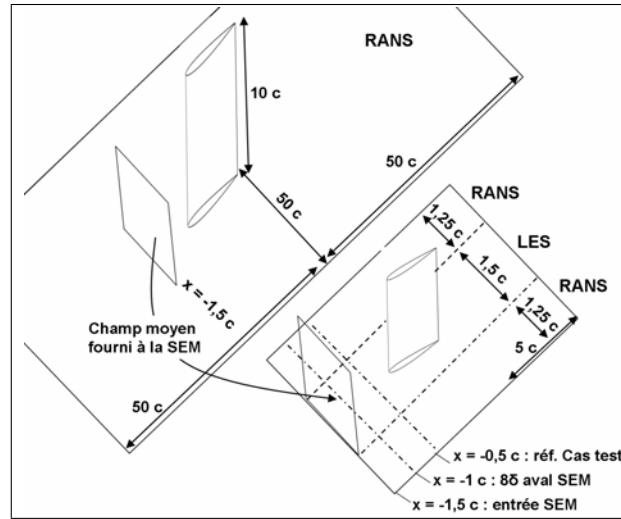 RANS
10 c
50 c
50 c
x = -1,5 c
Champ moyen
fourni à la SEM
50 c
RANS
1,25 c
LES
1,5 c
RANS
1,25 c
5 c
x = -0,5 c : réf. Cas test
x = -1 c : 8δ aval SEM
x = -1,5 c : entrée SEM